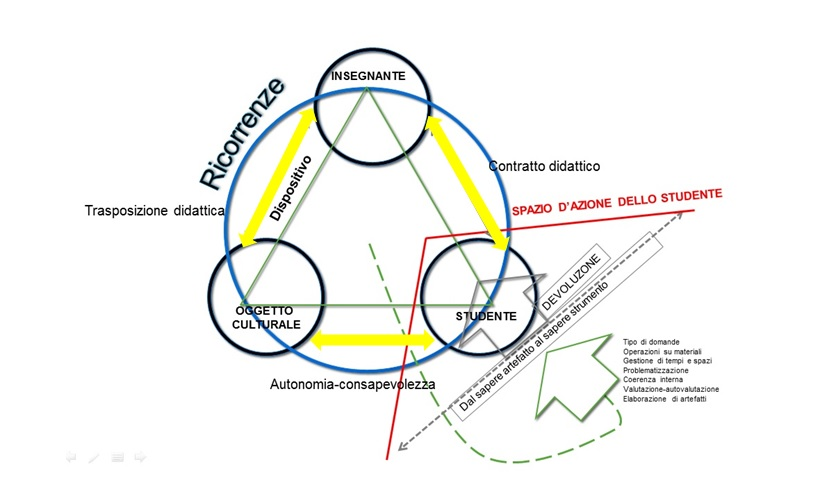 INSEGNANTE
Ricorrenze
Dispositivo
Contratto didattico
Trasposizione didattica
SPAZIO D'AZIONE DELLO STUDENTE
DEVOLUZONE
OGGETTO
CULTURALE
STUDENTE
Dal sapere artefatto al sapere strumento
Autonomia-consapevolezza
Tipo di domande
Operazioni su materiali
Gestione di tempi e spazi
Problematizzazione
Coerenza interna
Valutazione-autovalutazione
Elaborazione di artefatti